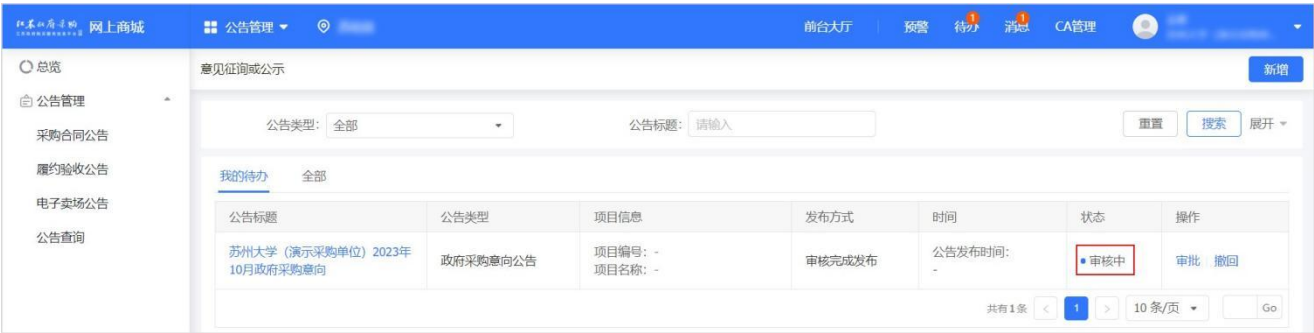 江苏政府采购 网上商城
公告管理
前台大厅
预警
待办
1
消息
1
CA管理
总览
公告管理
采购合同公告
履约验收公告
电子卖场公告
公告查询
意见征询或公示
新增
公告类型： 全部
公告标题： 请输入
重置
搜索
展开
我的待办
全部
公告标题 公告类型 项目信息 发布方式 时间 状态 操作
苏州大学（演示采购单位）2023年
10月政府采购意向
政府采购意向公告
项目编号： -
项目名称： -
审核完成发布
公告发布时间：
-
审核中
审批 撤回
共有1条 < 1 > 10 条/页 Go